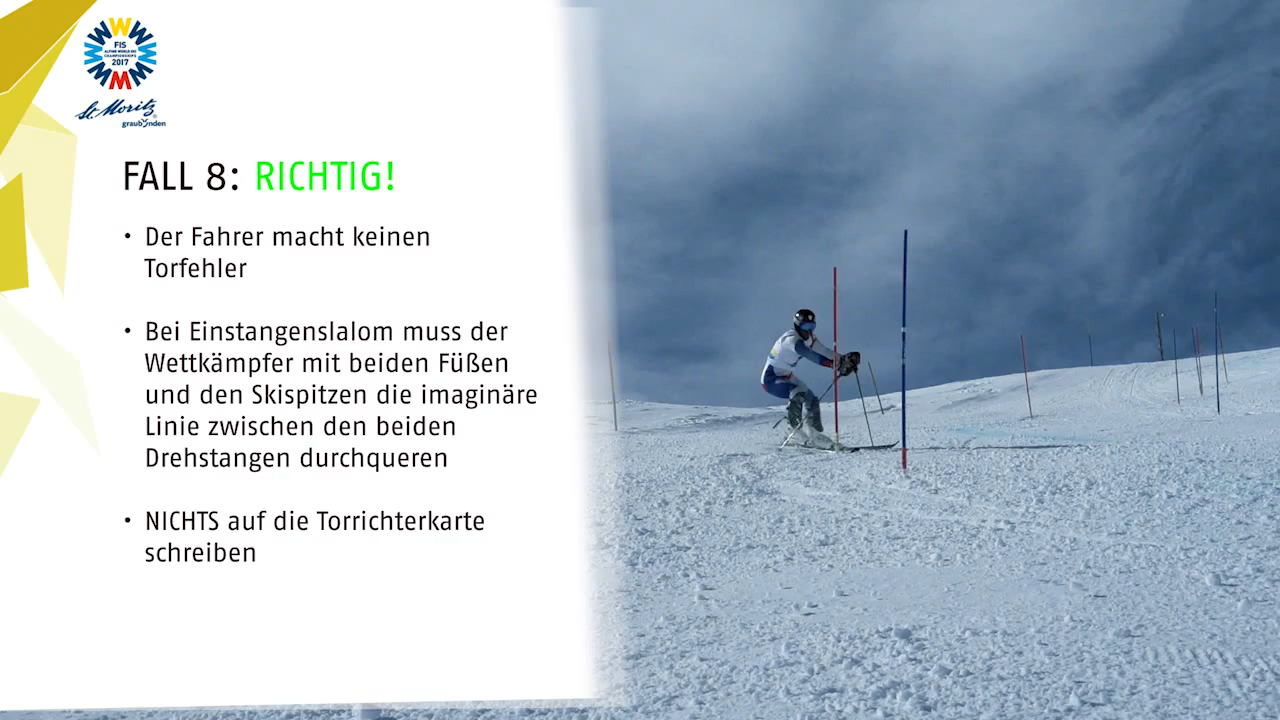 FIS
ALPINE WORLD SKI
CHAMPIONSHIPS
2017
St. Moritz
graubünden
FALL 8: RICHTIG!
• Der Fahrer macht keinen
Torfehler
• Bei Einstangenslalom muss der
Wettkämpfer mit beiden Füßen
und den Skispitzen die imaginäre
Linie zwischen den beiden
Drehstangen durchqueren
• NICHTS auf die Torrichterkarte
schreiben